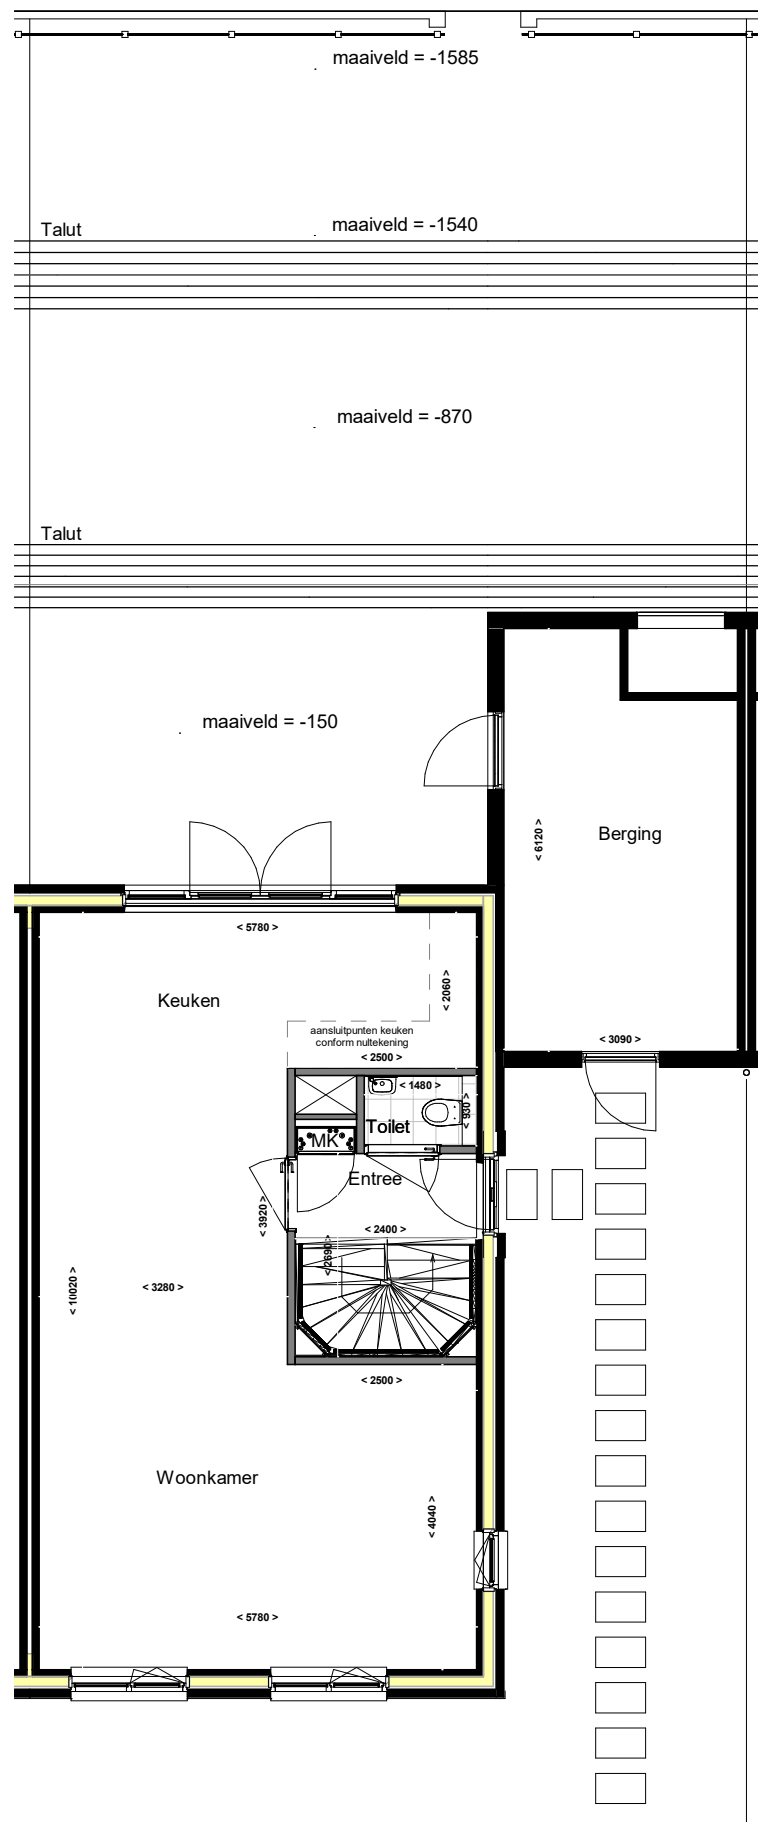 maaiveld = -1585
Talut
maaiveld = -1540
maaiveld = -870
Talut
maaiveld = -150
Berging
< 6120 >
< 5780 >
Keuken
< 2060 >
aansluitpunten keuken
conform nultekening
< 2500 >
< 3090 >
< 1480 >
< 930 >
Toilet
MK
Entree
< 3920 >
< 2400 >
< 2690 >
< 10020 >
< 3280 >
< 2500 >
Woonkamer
< 4040 >
< 5780 >